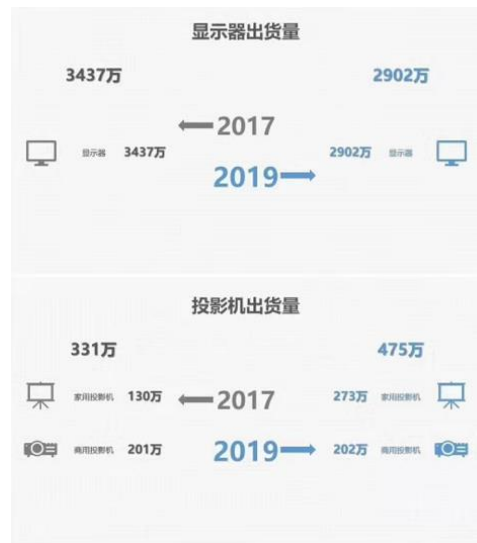 显示器出货量
3437万 2902万
2017
显示器 3437万 2902万 显示器
2019
投影机出货量
331万 475万
家用投影机 130万 2017 273万 家用投影机
商用投影机 201万 2019 202万 商用投影机